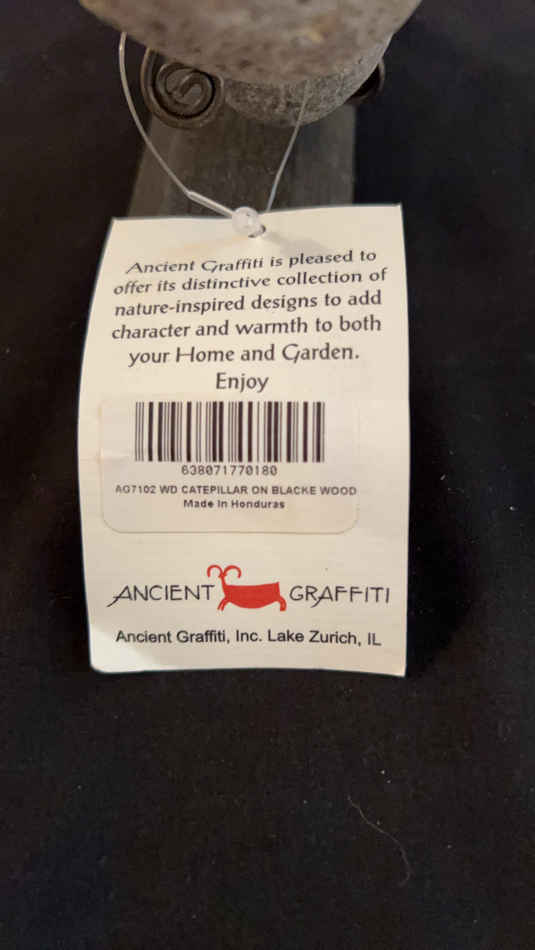 Ancient Graffiti is pleased to
offer its distinctive collection of
nature-inspired designs to add
character and warmth to both
your Home and Garden.
Enjoy
638071770180
AG7102 WD CATEPILLAR ON BLACKE WOOD
Made In Honduras
ANCIENT GRAFFITI
Ancient Graffiti, Inc. Lake Zurich, IL